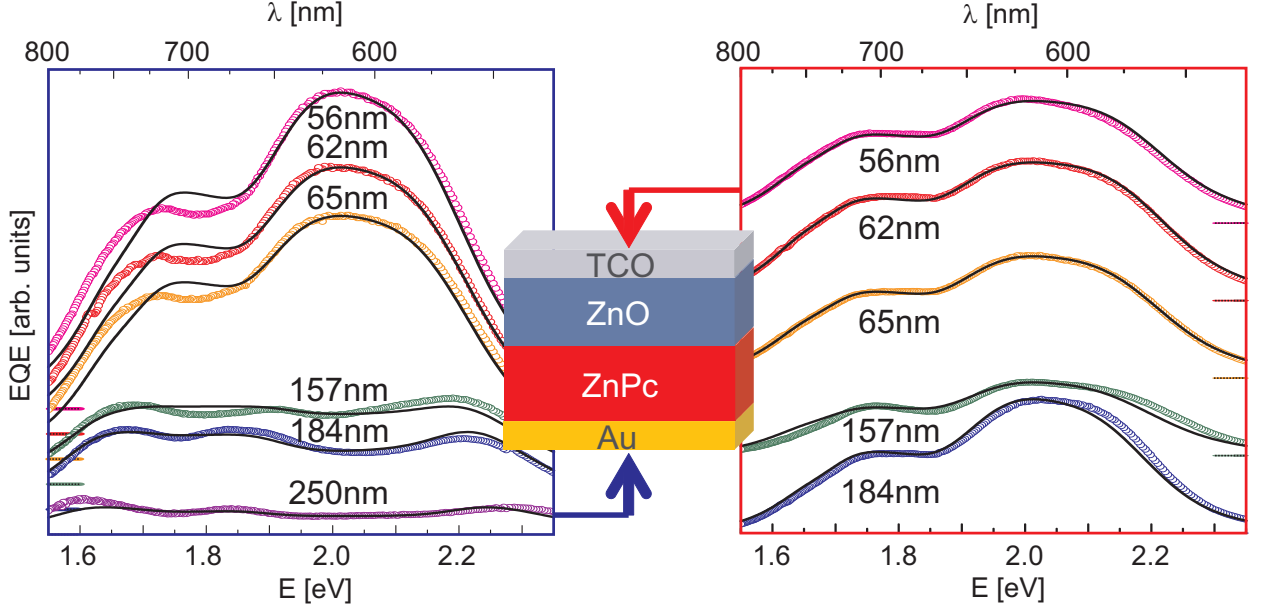 λ [nm]
800 700 600
EQE [arb. units]
56nm
62nm
65nm
157nm
184nm
250nm
1.6 1.8 2.0 2.2
E [eV]
TCO
ZnO
ZnPc
Au
λ [nm]
800 700 600
56nm
62nm
65nm
157nm
184nm
1.6 1.8 2.0 2.2
E [eV]